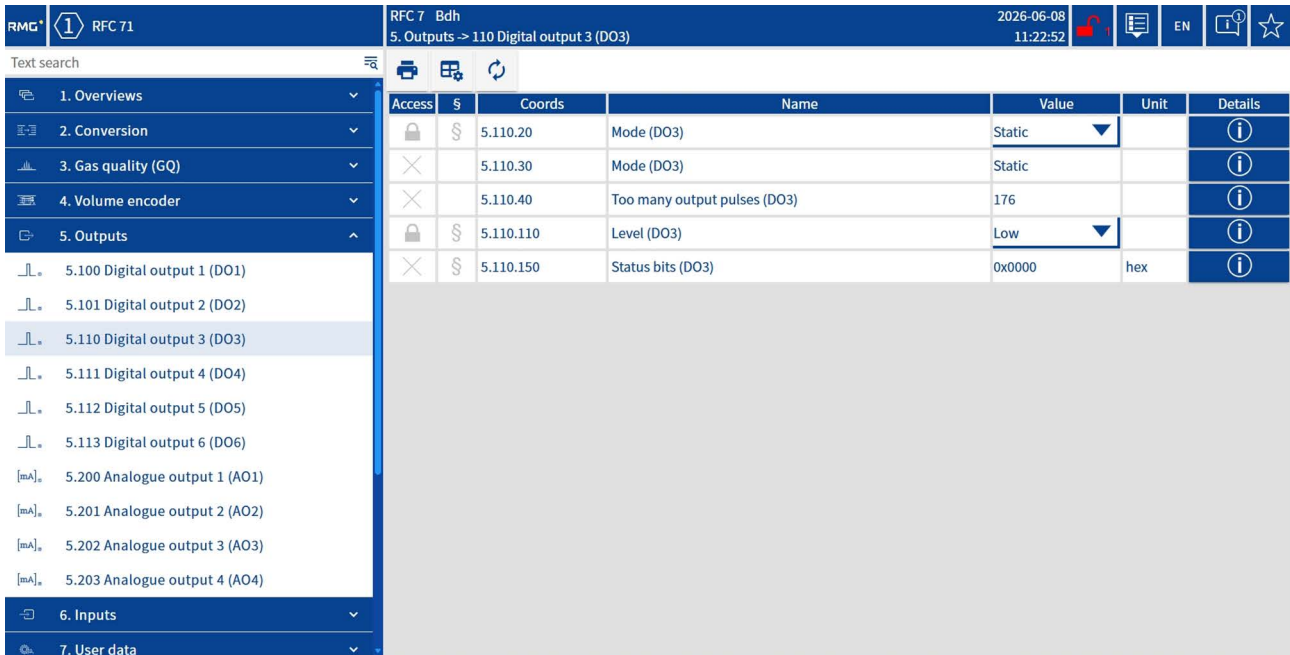 RMG 1 RFC 71
RFC 7 Bdh
5. Outputs -> 110 Digital output 3 (DO3)
2026-06-08
11:22:52
1
EN
1
Text search
1. Overviews
2. Conversion
3. Gas quality (GQ)
4. Volume encoder
5. Outputs
5.100 Digital output 1 (DO1)
5.101 Digital output 2 (DO2)
5.110 Digital output 3 (DO3)
5.111 Digital output 4 (DO4)
5.112 Digital output 5 (DO5)
5.113 Digital output 6 (DO6)
[mA] 5.200 Analogue output 1 (AO1)
[mA] 5.201 Analogue output 2 (AO2)
[mA] 5.202 Analogue output 3 (AO3)
[mA] 5.203 Analogue output 4 (AO4)
6. Inputs
7. User data
Access § Coords Name Value Unit Details
§ 5.110.20 Mode (DO3) Static
5.110.30 Mode (DO3) Static
5.110.40 Too many output pulses (DO3) 176
§ 5.110.110 Level (DO3) Low
§ 5.110.150 Status bits (DO3) 0x0000 hex